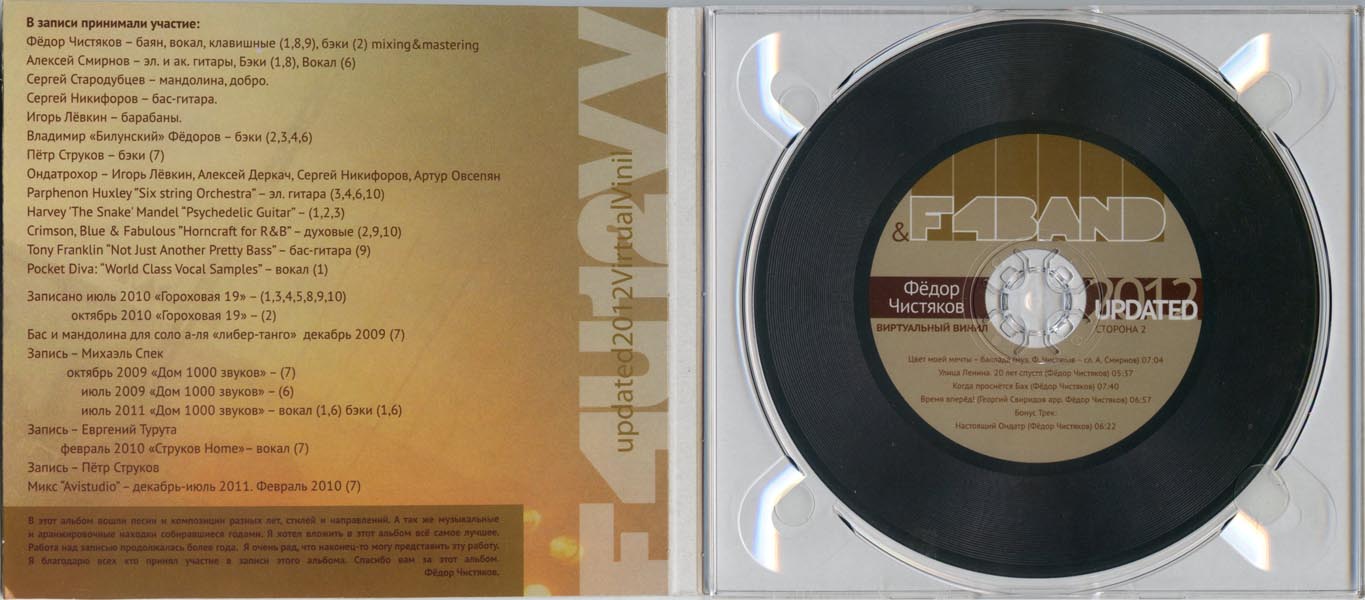 В записи принимали участие:
Фёдор Чистяков – баян, вокал, клавишные (1,8,9), бэки (2) mixing&mastering
Алексей Смирнов – эл. и ак. гитары, Бэки (1,8), Вокал (6)
Сергей Стародубцев – мандолина, добро.
Сергей Никифоров – бас-гитара.
Игорь Лёвкин – барабаны.
Владимир «Билунский» Фёдоров – бэки (2,3,4,6)
Пётр Струков – бэки (7)
Ондатрохор – Игорь Лёвкин, Алексей Деркач, Сергей Никифоров, Артур Овсепян
Parphenon Huxley "Six string Orchestra" – эл. гитара (3,4,6,10)
Harvey 'The Snake' Mandel "Psychedelic Guitar" – (1,2,3)
Crimson, Blue & Fabulous "Horncraft for R&B" – духовые (2,9,10)
Tony Franklin "Not Just Another Pretty Bass" – бас-гитара (9)
Pocket Diva: "World Class Vocal Samples" – вокал (1)
Записано июль 2010 «Гороховая 19» – (1,3,4,5,8,9,10)
октябрь 2010 «Гороховая 19» – (2)
Бас и мандолина для соло а-ля «либер-танго» декабрь 2009 (7)
Запись – Михаэль Спек
октябрь 2009 «Дом 1000 звуков» – (7)
июль 2009 «Дом 1000 звуков» – (6)
июль 2011 «Дом 1000 звуков» – вокал (1,6) бэки (1,6)
Запись – Евргений Турута
февраль 2010 «Струков Home» – вокал (7)
Запись – Пётр Струков
Микс "Avistudio" – декабрь-июль 2011. Февраль 2010 (7)
В этот альбом вошли песни и композиции разных лет, стилей и направлений. А так же музыкальные
и аранжировочные находки собиравшиеся годами. Я хотел вложить в этот альбом всё самое лучшее.
Работа над записью продолжалась более года. Я очень рад, что наконец-то могу представить эту работу.
Я благодарю всех кто принял участие в записи этого альбома. Спасибо вам за этот альбом.
Фёдор Чистяков.
updated2012VirtualVinil
&F4BAND
Фёдор
Чистяков
2012
UPDATED
ВИРТУАЛЬНЫЙ ВИНИЛ
СТОРОНА 2
Цвет моей мечты – баллада (муз. Ф. Чистяков – сл. А. Смирнов) 07:04
Улица Ленина. 20 лет спустя (Фёдор Чистяков) 05:37
Когда проснётся Бах (Фёдор Чистяков) 07:40
Время вперёд! (Георгий Свиридов арр. Фёдор Чистяков) 06:57
Бонус Трек:
Настоящий Ондатр (Фёдор Чистяков) 06:22